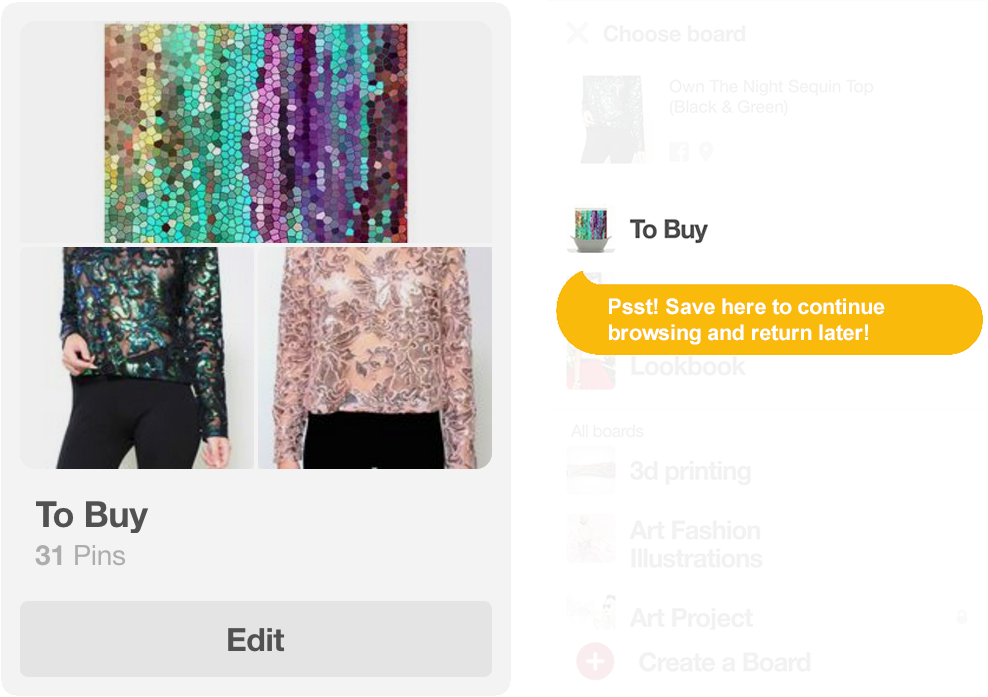 To Buy
31 Pins
Edit
Choose board
Own The Night Sequin Top
(Black & Green)
To Buy
Psst! Save here to continue
browsing and return later!
Lookbook
All boards
3d printing
Art Fashion
Illustrations
Art Project
Create a Board